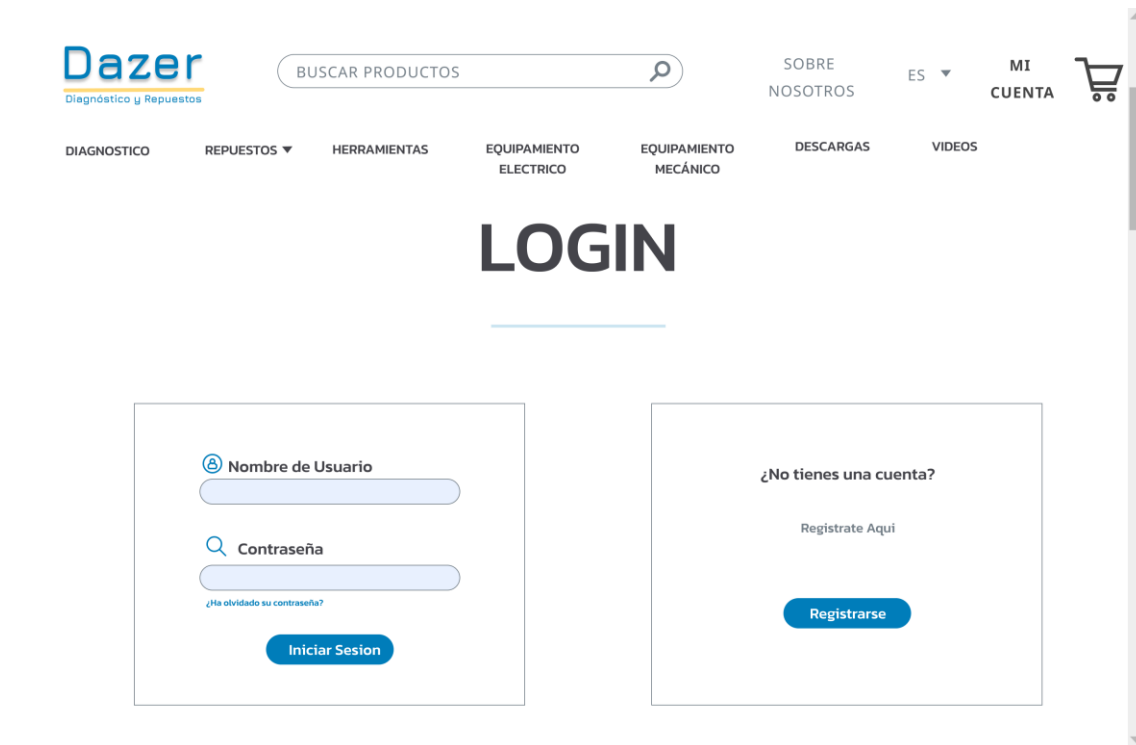 Dazer
Diagnóstico y Repuestos
BUSCAR PRODUCTOS
SOBRE
NOSOTROS
ES
MI
CUENTA
DIAGNOSTICO
REPUESTOS
HERRAMIENTAS
EQUIPAMIENTO
ELECTRICO
EQUIPAMIENTO
MECÁNICO
DESCARGAS
VIDEOS
LOGIN
Nombre de Usuario
Contraseña
¿Ha olvidado su contraseña?
Iniciar Sesion
¿No tienes una cuenta?
Registrate Aqui
Registrarse